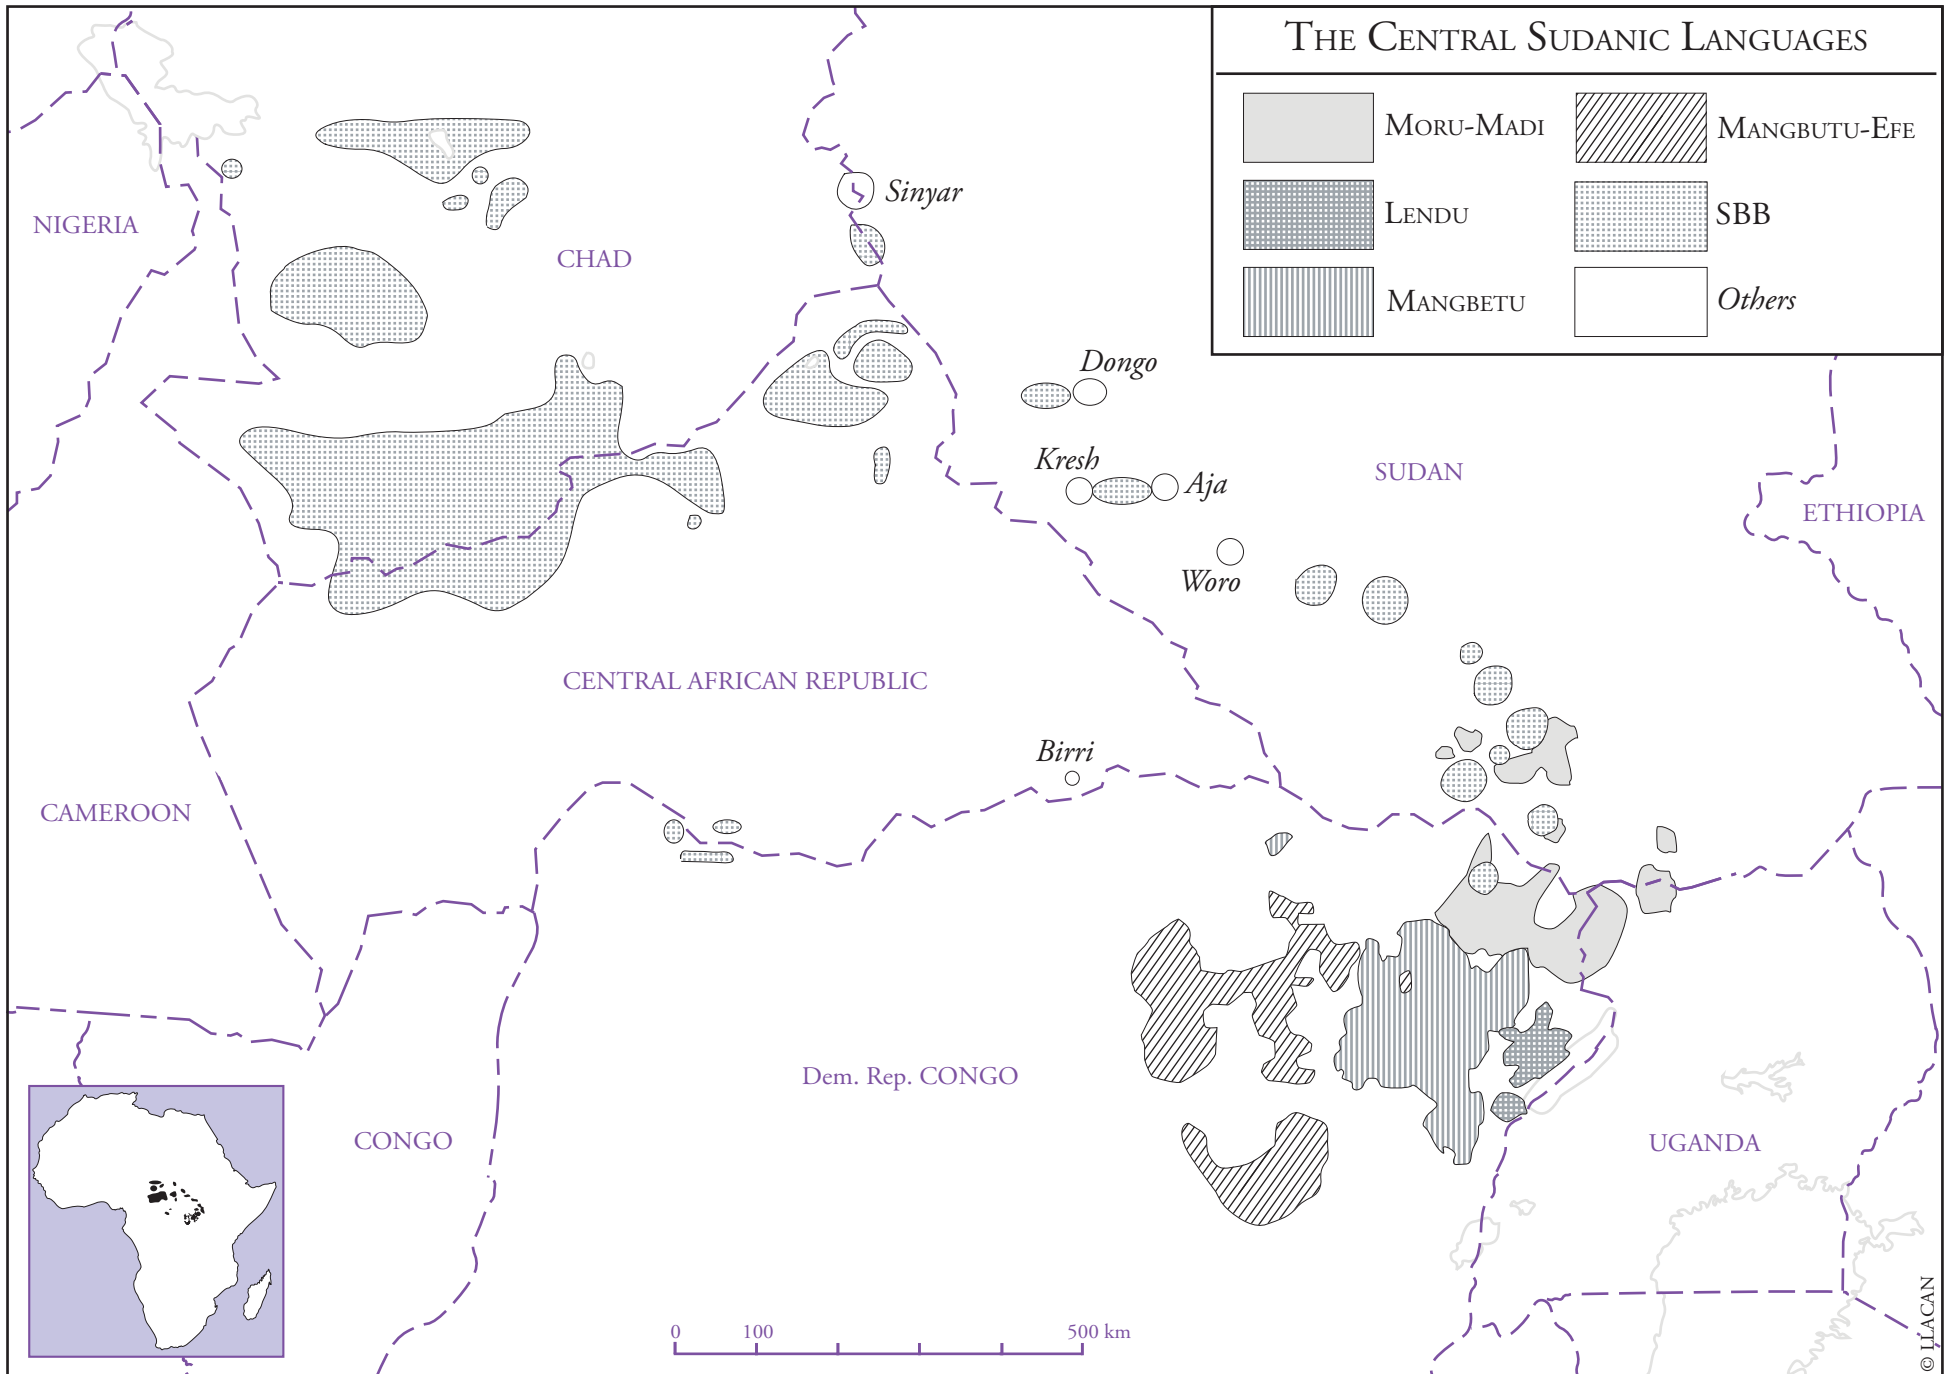 THE CENTRAL SUDANIC LANGUAGES
MORU-MADI
MANGBUTU-EFE
LENDU
SBB
MANGBETU
Others
NIGERIA
CHAD
Sinyar
Dongo
Kresh
Aja
SUDAN
ETHIOPIA
Woro
CENTRAL AFRICAN REPUBLIC
Birri
CAMEROON
Dem. Rep. CONGO
CONGO
UGANDA
0 100 500 km
© LLACAN